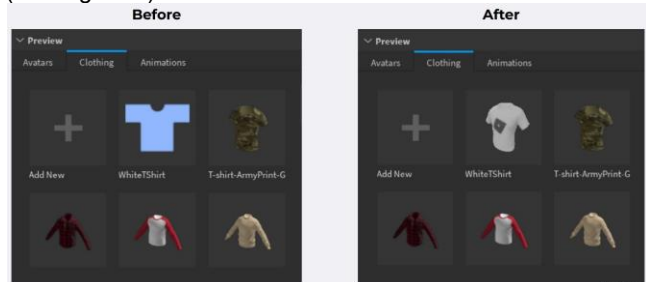 Before
Preview
Avatars Clothing Animations
Add New WhiteTShirt T-shirt-ArmyPrint-G
After
Preview
Avatars Clothing Animations
Add New WhiteTShirt T-shirt-ArmyPrint-G